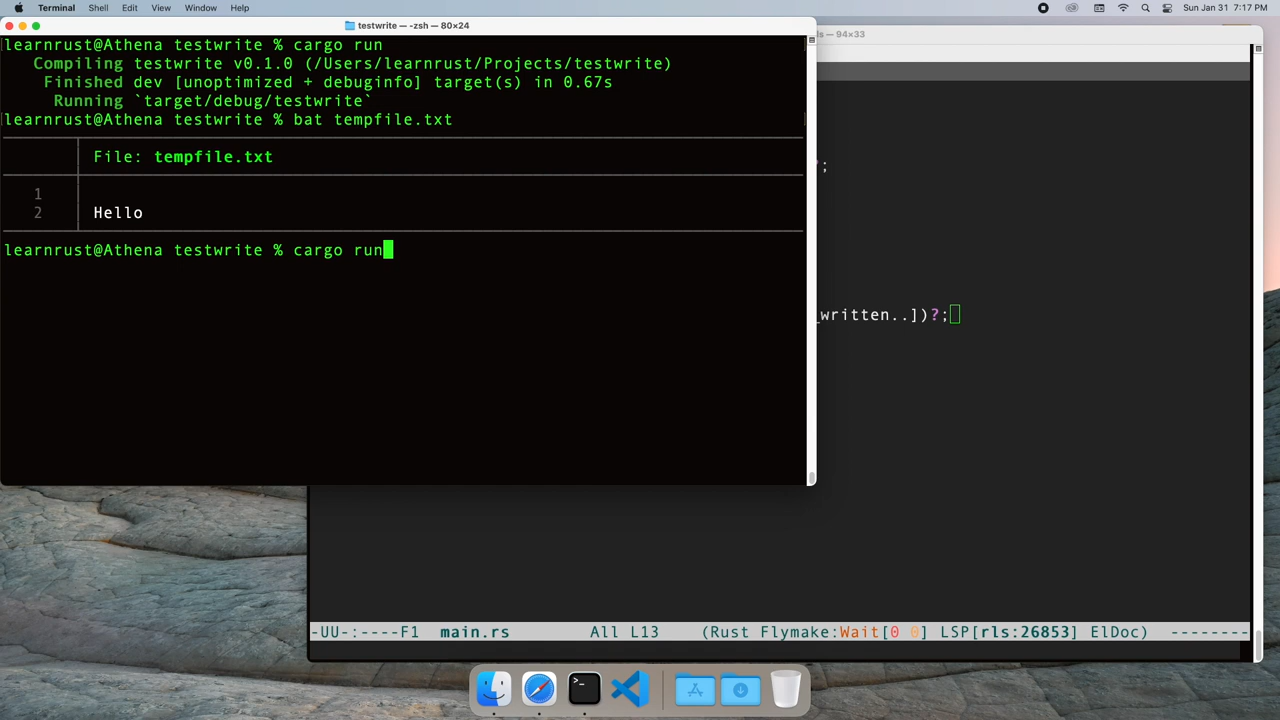 Terminal Shell Edit View Window Help Sun Jan 31 7:17 PM
testwrite — -zsh — 80×24
ls — 94×33
learnrust@Athena testwrite % cargo run
Compiling testwrite v0.1.0 (/Users/learnrust/Projects/testwrite)
Finished dev [unoptimized + debuginfo] target(s) in 0.67s
Running `target/debug/testwrite`
learnrust@Athena testwrite % bat tempfile.txt
File: tempfile.txt
?;
1
2 Hello
learnrust@Athena testwrite % cargo run
_written..])?;
-UU-:----F1 main.rs All L13 (Rust Flymake:Wait[0 0] LSP[rls:26853] ElDoc) --------